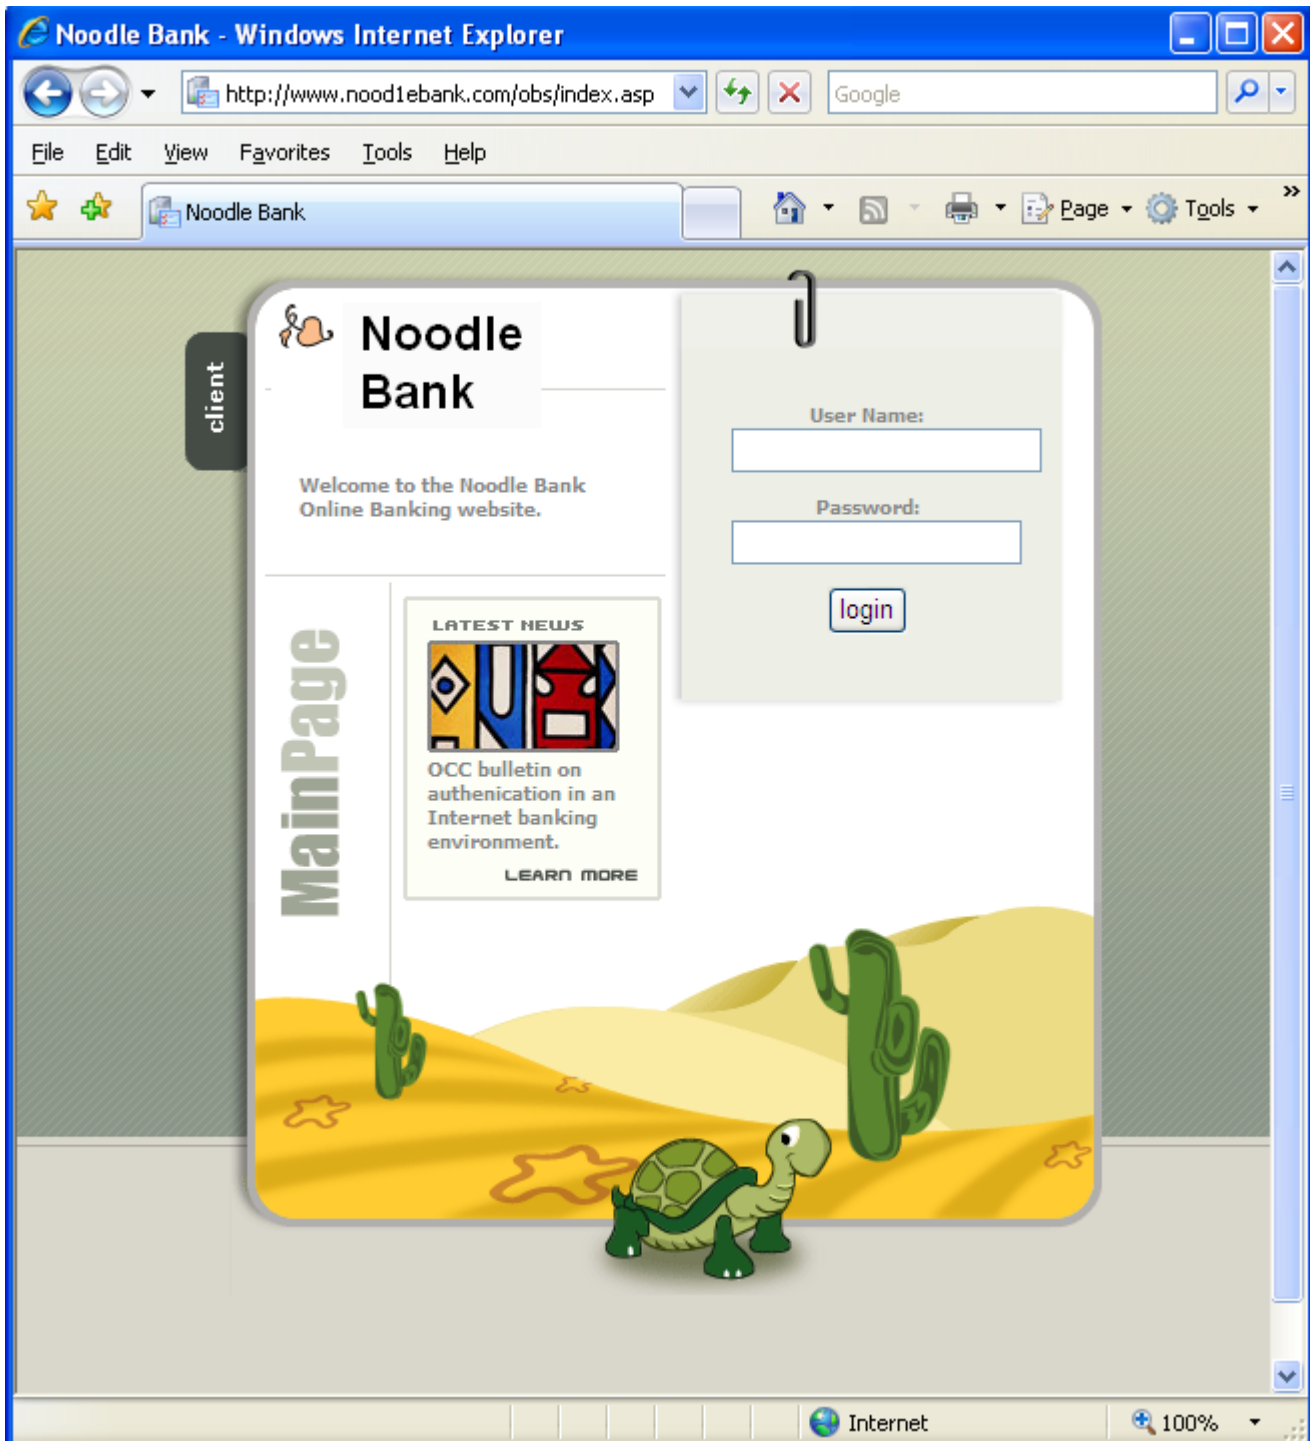 Noodle Bank - Windows Internet Explorer
http://www.nood1ebank.com/obs/index.asp
Google
File Edit View Favorites Tools Help
Noodle Bank
Page Tools »
client
Noodle
Bank
Welcome to the Noodle Bank
Online Banking website.
User Name:
Password:
login
MainPage
LATEST NEWS
OCC bulletin on
authenication in an
Internet banking
environment.
LEARN MORE
Internet 100%